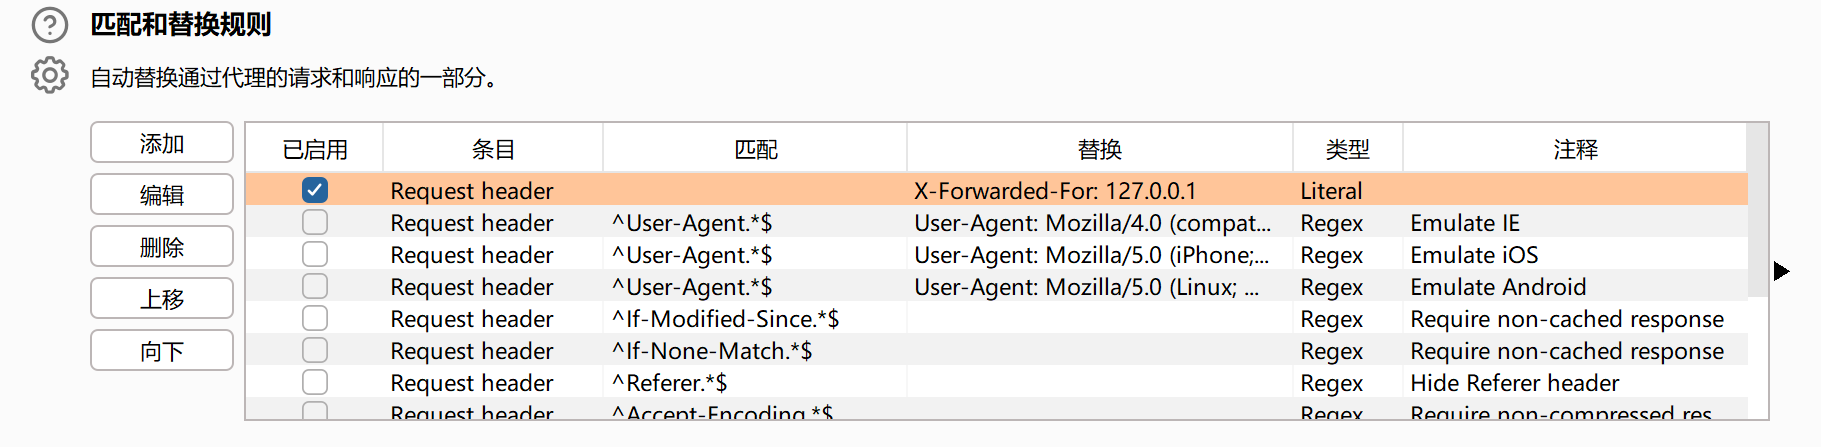 匹配和替换规则
自动替换通过代理的请求和响应的一部分。
添加
编辑
删除
上移
向下
已启用 条目 匹配 替换 类型 注释
Request header X-Forwarded-For: 127.0.0.1 Literal
Request header ^User-Agent.*$ User-Agent: Mozilla/4.0 (compat... Regex Emulate IE
Request header ^User-Agent.*$ User-Agent: Mozilla/5.0 (iPhone;... Regex Emulate iOS
Request header ^User-Agent.*$ User-Agent: Mozilla/5.0 (Linux; ... Regex Emulate Android
Request header ^If-Modified-Since.*$ Regex Require non-cached response
Request header ^If-None-Match.*$ Regex Require non-cached response
Request header ^Referer.*$ Regex Hide Referer header
Request header ^Accept-Encoding.*$ Regex Require non-compressed res...